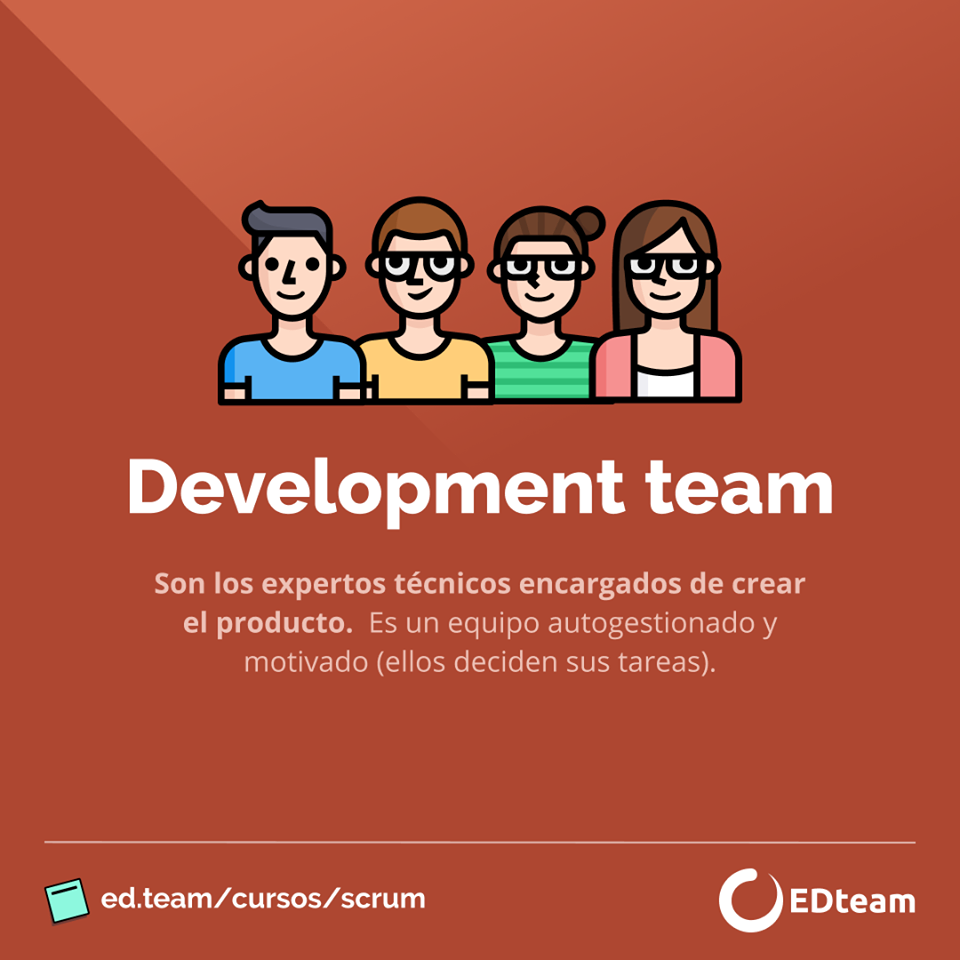 Development team
Son los expertos técnicos encargados de crear
el producto. Es un equipo autogestionado y
motivado (ellos deciden sus tareas).
ed.team/cursos/scrum
EDteam